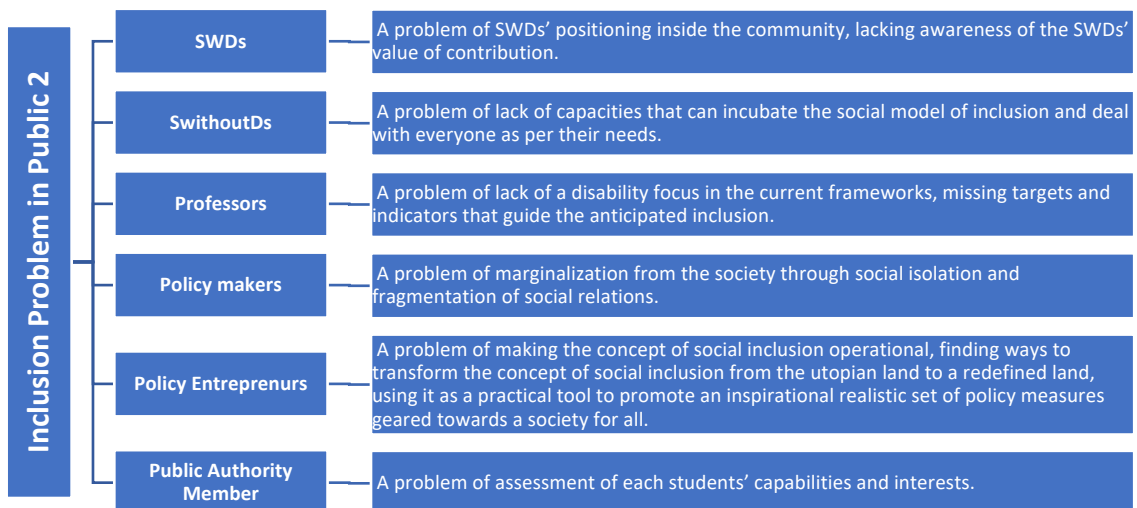 Inclusion Problem in Public 2
SWDs
A problem of SWDs' positioning inside the community, lacking awareness of the SWDs'
value of contribution.
SwithoutDs
A problem of lack of capacities that can incubate the social model of inclusion and deal
with everyone as per their needs.
Professors
A problem of lack of a disability focus in the current frameworks, missing targets and
indicators that guide the anticipated inclusion.
Policy makers
A problem of marginalization from the society through social isolation and
fragmentation of social relations.
Policy Entreprenurs
A problem of making the concept of social inclusion operational, finding ways to
transform the concept of social inclusion from the utopian land to a redefined land,
using it as a practical tool to promote an inspirational realistic set of policy measures
geared towards a society for all.
Public Authority
Member
A problem of assessment of each students' capabilities and interests.